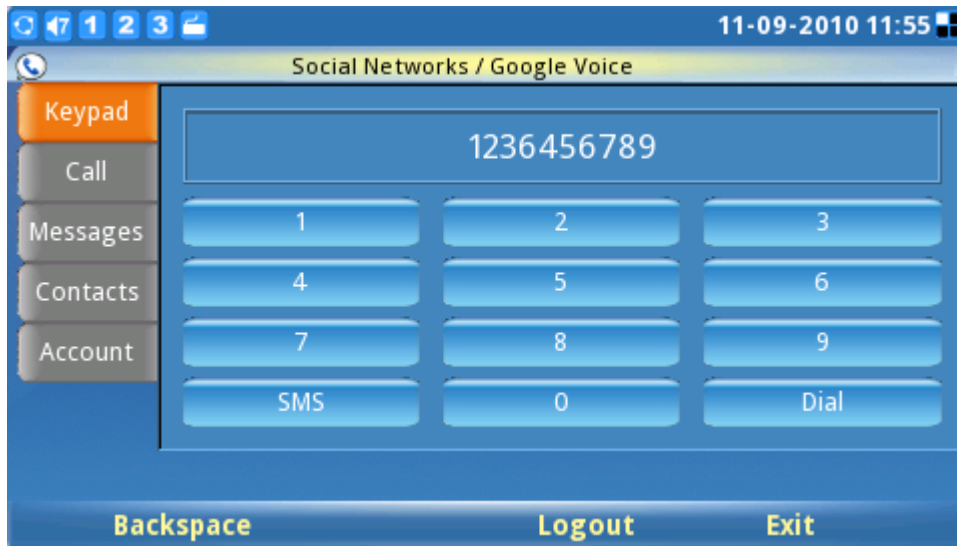 7 1 2 3 11-09-2010 11:55
Social Networks / Google Voice
Keypad
1236456789
Call
1 2 3
Messages
4 5 6
Contacts
7 8 9
Account
SMS 0 Dial
Backspace Logout Exit